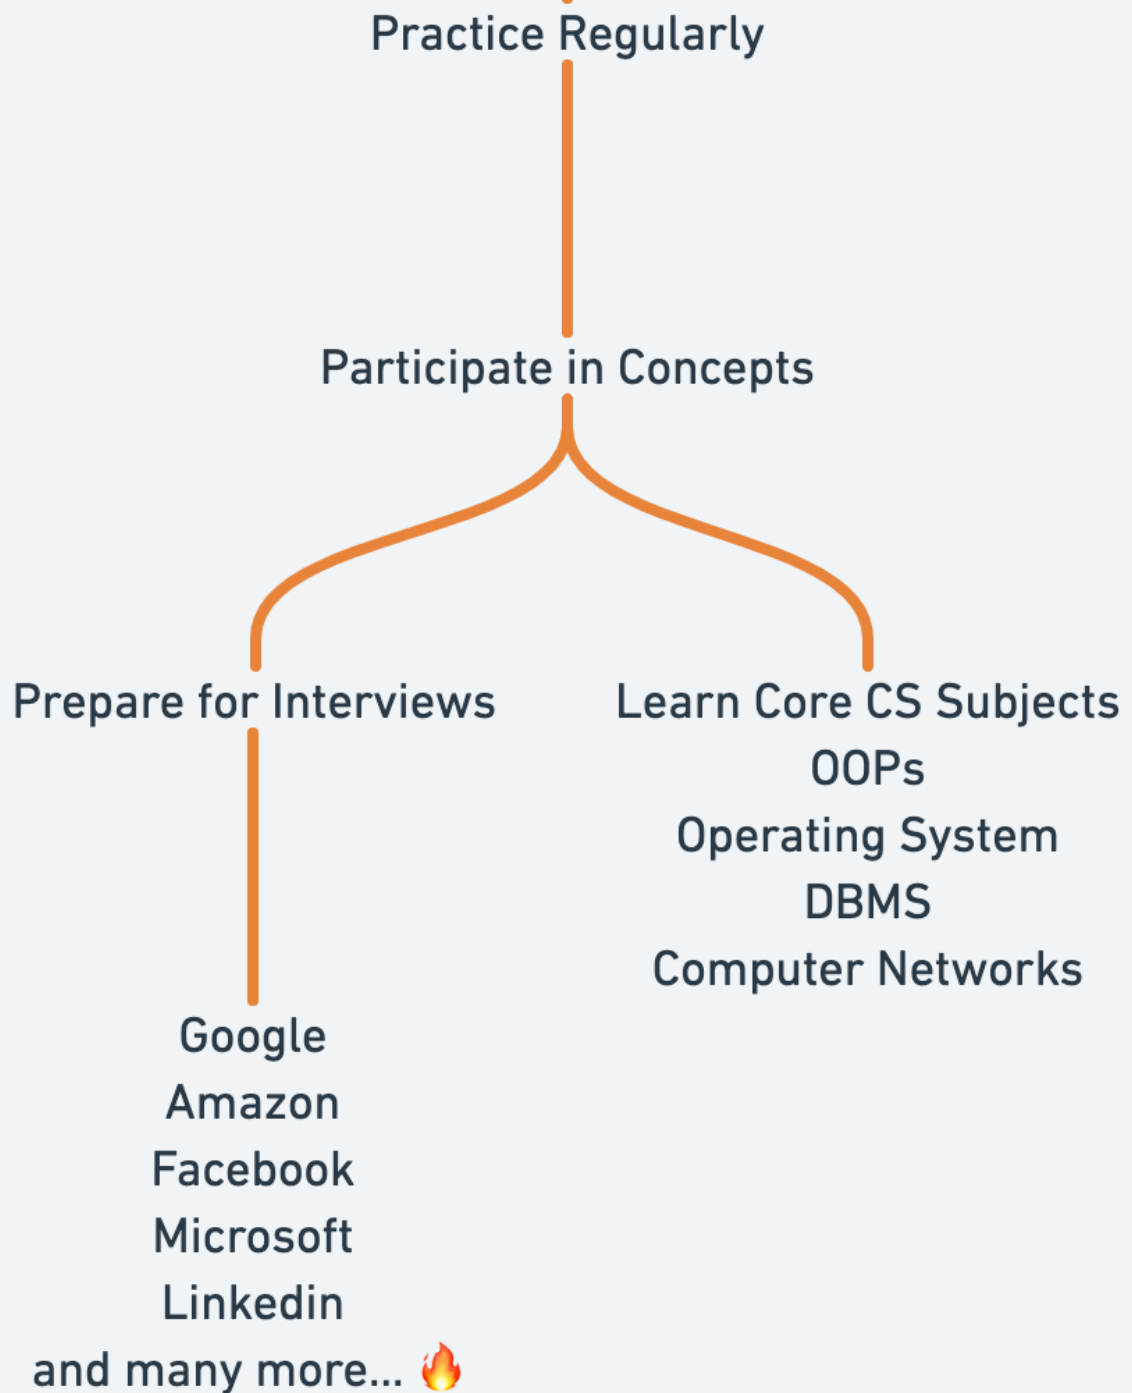 Practice Regularly
Participate in Concepts
Prepare for Interviews
Learn Core CS Subjects
OOPs
Operating System
DBMS
Computer Networks
Google
Amazon
Facebook
Microsoft
Linkedin
and many more... 🔥